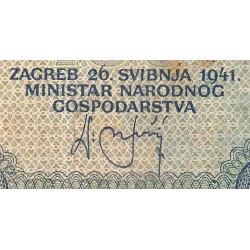 ZAGREB 26. SVIBNJA 1941.
MINISTAR NARODNOG
GOSPODARSTVA